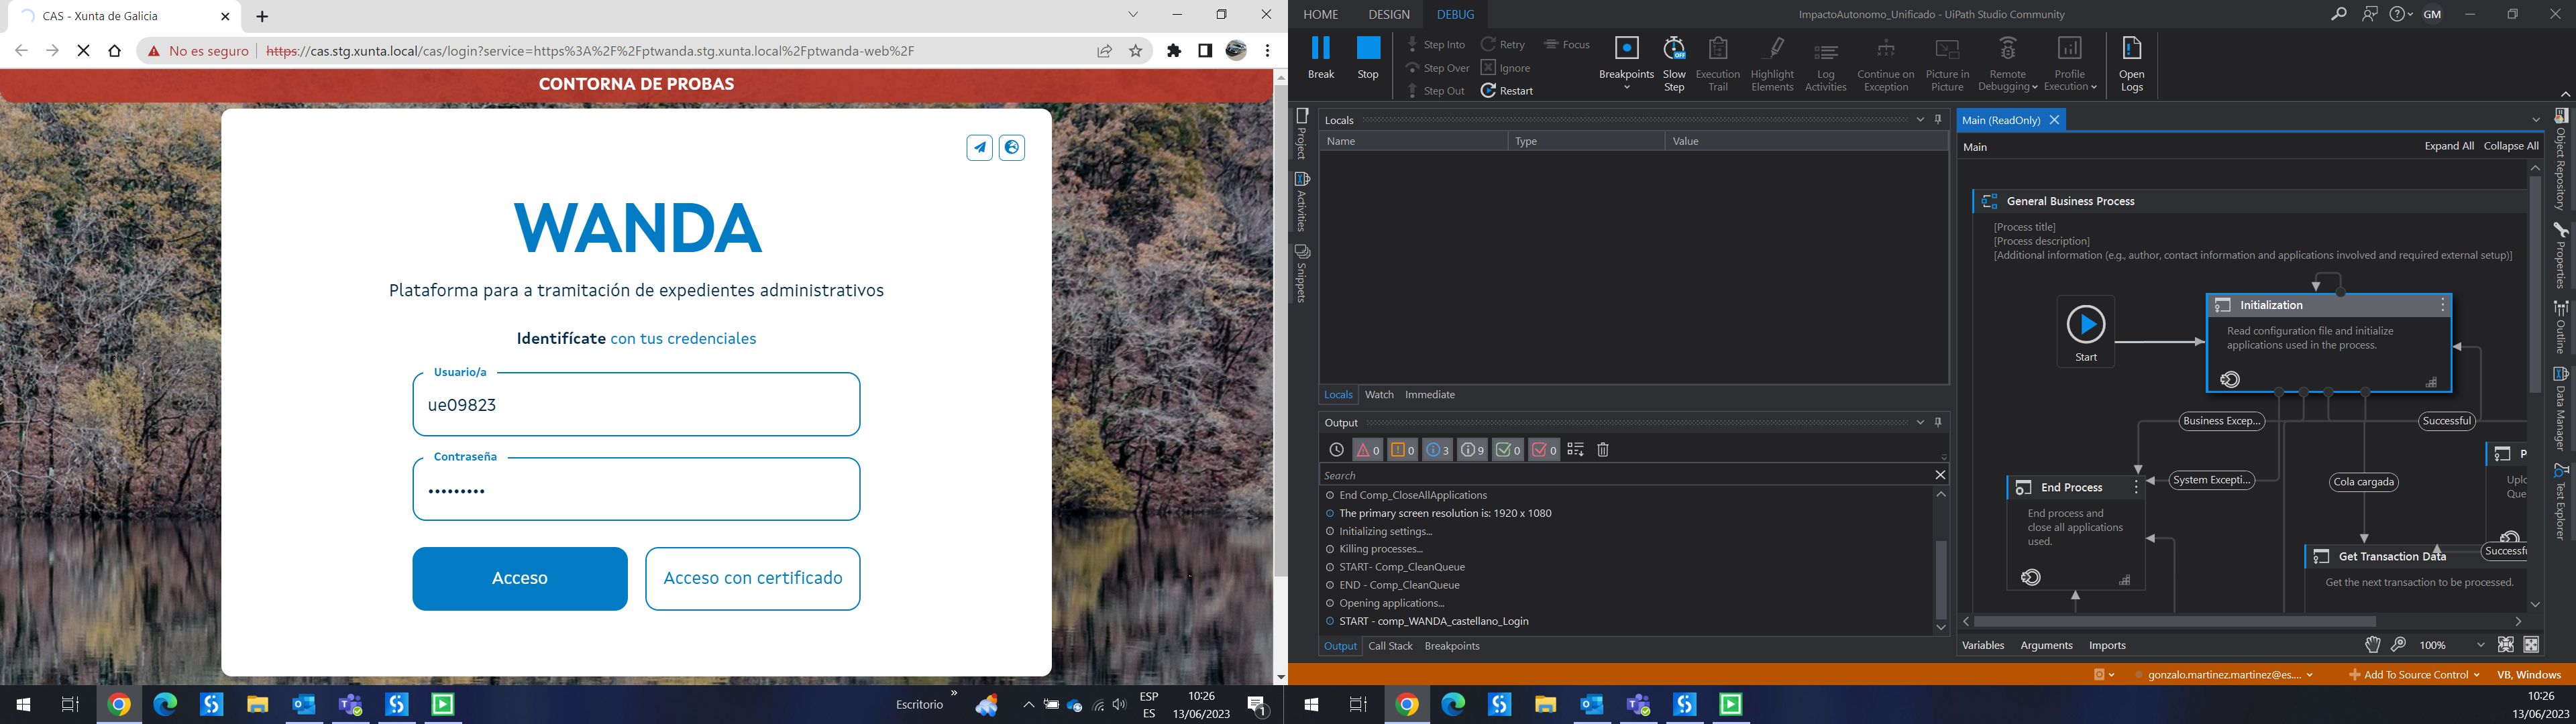 CAS - Xunta de Galicia
No es seguro
https://cas.stg.xunta.local/cas/login?service=https%3A%2F%2Fptwanda.stg.xunta.local%2Fptwanda-web%2F
CONTORNA DE PROBAS
WANDA
Plataforma para a tramitación de expedientes administrativos
Identifícate con tus credenciales
Usuario/a
ue09823
Contraseña
•••••••••
Acceso
Acceso con certificado
Escritorio
ESP
ES
10:26
13/06/2023
1
HOME
DESIGN
DEBUG
ImpactoAutonomo_Unificado - UiPath Studio Community
GM
Break
Stop
Step Into
Step Over
Step Out
Retry
Ignore
Restart
Focus
Breakpoints
Slow Step
OFF
Execution Trail
Highlight Elements
Log Activities
Continue on Exception
Picture in Picture
Remote Debugging
Profile Execution
Open Logs
Project
Activities
Snippets
Locals
Name
Type
Value
Locals
Watch
Immediate
Output
0
0
3
9
0
0
Search
End Comp_CloseAllApplications
The primary screen resolution is: 1920 x 1080
Initializing settings...
Killing processes...
START- Comp_CleanQueue
END - Comp_CleanQueue
Opening applications...
START - comp_WANDA_castellano_Login
Output
Call Stack
Breakpoints
Main (ReadOnly)
Main
Expand All
Collapse All
General Business Process
[Process title]
[Process description]
[Additional information (e.g., author, contact information and applications involved and required external setup)]
Start
Initialization
Read configuration file and initialize
applications used in the process.
Business Excep...
Successful
System Excepti...
Cola cargada
End Process
End process and
close all applications
used.
P
Uplo
Que
Successfu
Get Transaction Data
Get the next transaction to be processed.
Variables
Arguments
Imports
100%
Object Repository
Properties
Outline
Data Manager
Test Explorer
gonzalo.martinez.martinez@es....
Add To Source Control
VB, Windows
10:26
13/06/2023